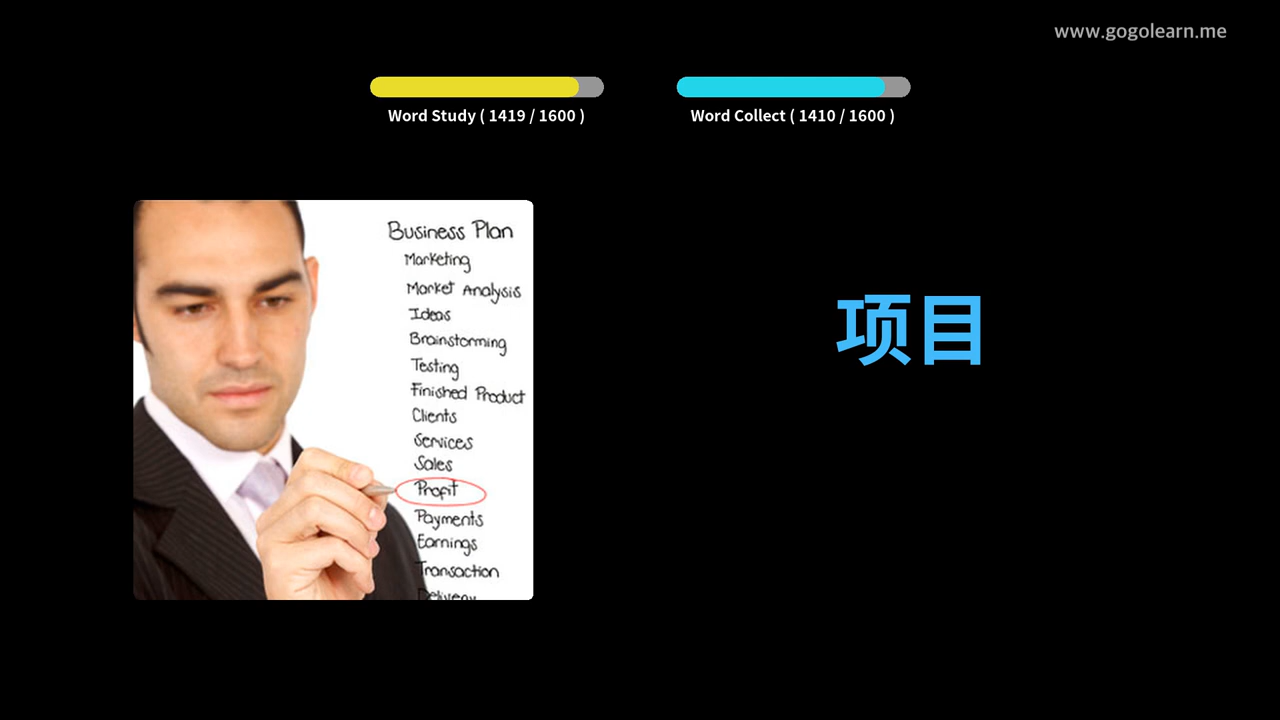 www.gogolearn.me
Word Study ( 1419 / 1600 )
Word Collect ( 1410 / 1600 )
Business Plan
Marketing
Market Analysis
Ideas
Brainstorming
Testing
Finished Product
Clients
Services
Sales
Profit
Payments
Earnings
Transaction
Delivery
项目